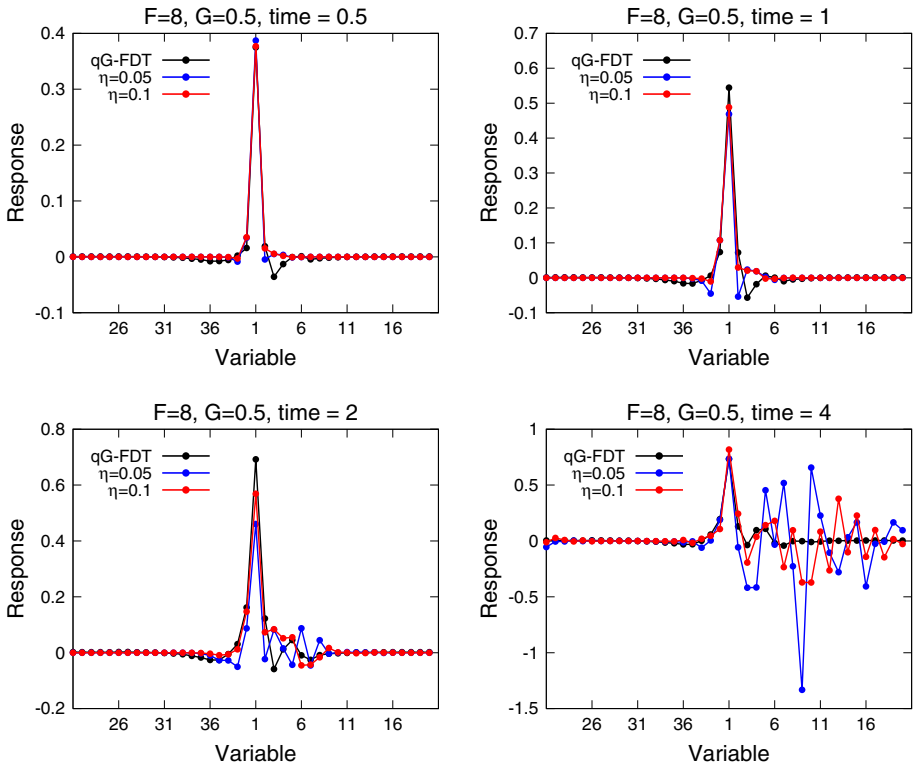 F=8, G=0.5, time = 0.5
0.4
0.3
0.2
0.1
0
-0.1
Response
qG-FDT
η=0.05
η=0.1
26 31 36 1 6 11 16
Variable
F=8, G=0.5, time = 1
0.7
0.6
0.5
0.4
0.3
0.2
0.1
0
-0.1
Response
qG-FDT
η=0.05
η=0.1
26 31 36 1 6 11 16
Variable
F=8, G=0.5, time = 2
0.8
0.6
0.4
0.2
0
-0.2
Response
qG-FDT
η=0.05
η=0.1
26 31 36 1 6 11 16
Variable
F=8, G=0.5, time = 4
1
0.5
0
-0.5
-1
-1.5
Response
qG-FDT
η=0.05
η=0.1
26 31 36 1 6 11 16
Variable